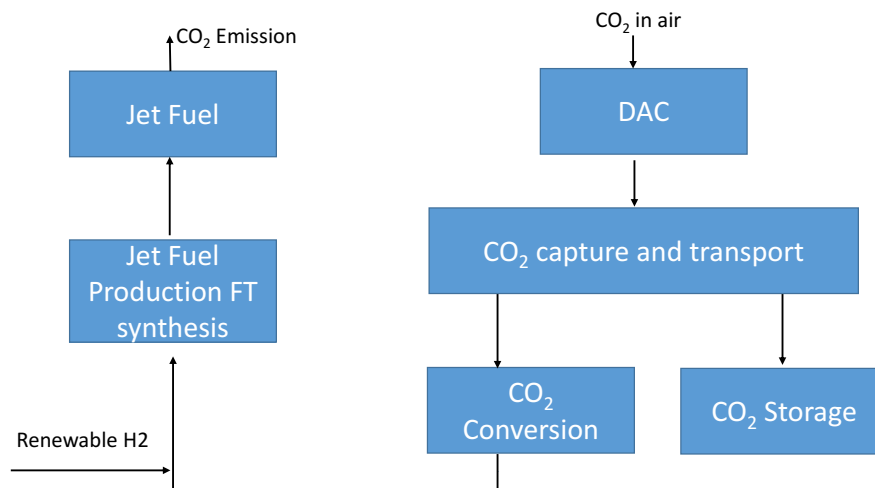 CO₂ Emission
Jet Fuel
Jet Fuel
Production FT
synthesis
Renewable H2
CO₂ in air
DAC
CO₂ capture and transport
CO₂
Conversion
CO₂ Storage